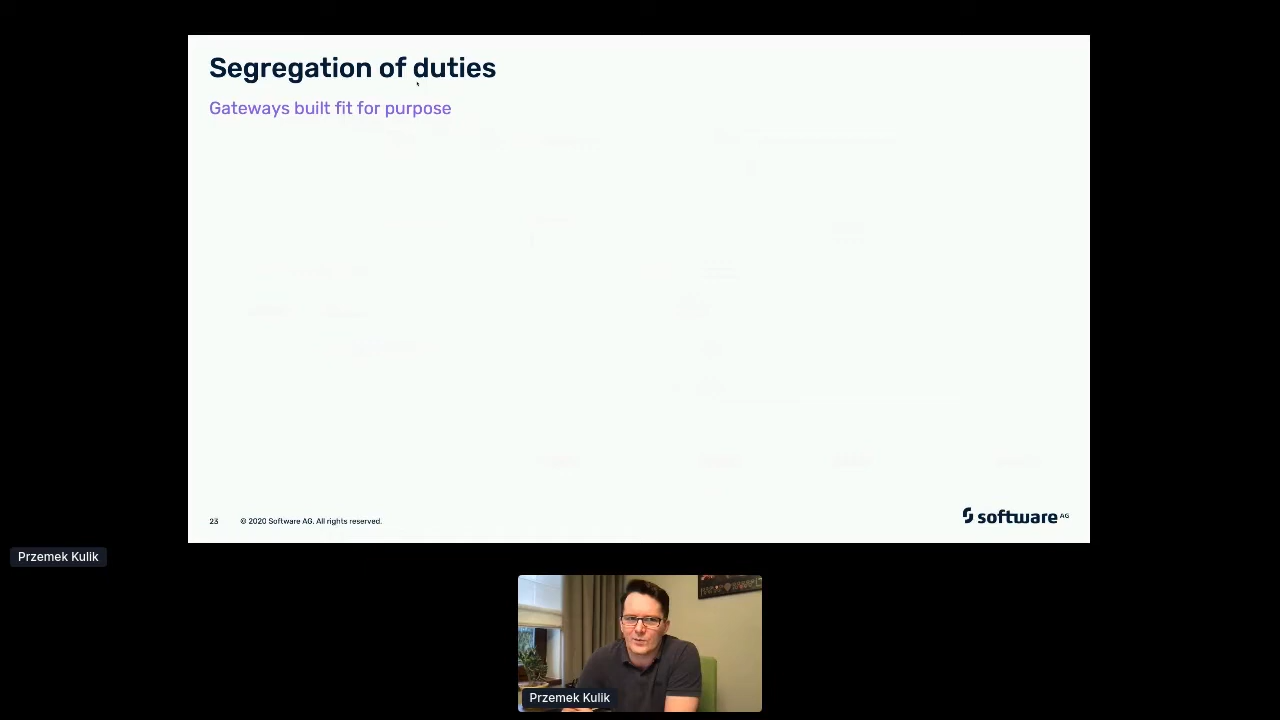 Segregation of duties
Gateways built fit for purpose
23
© 2020 Software AG. All rights reserved.
software AG
Przemek Kulik
Przemek Kulik